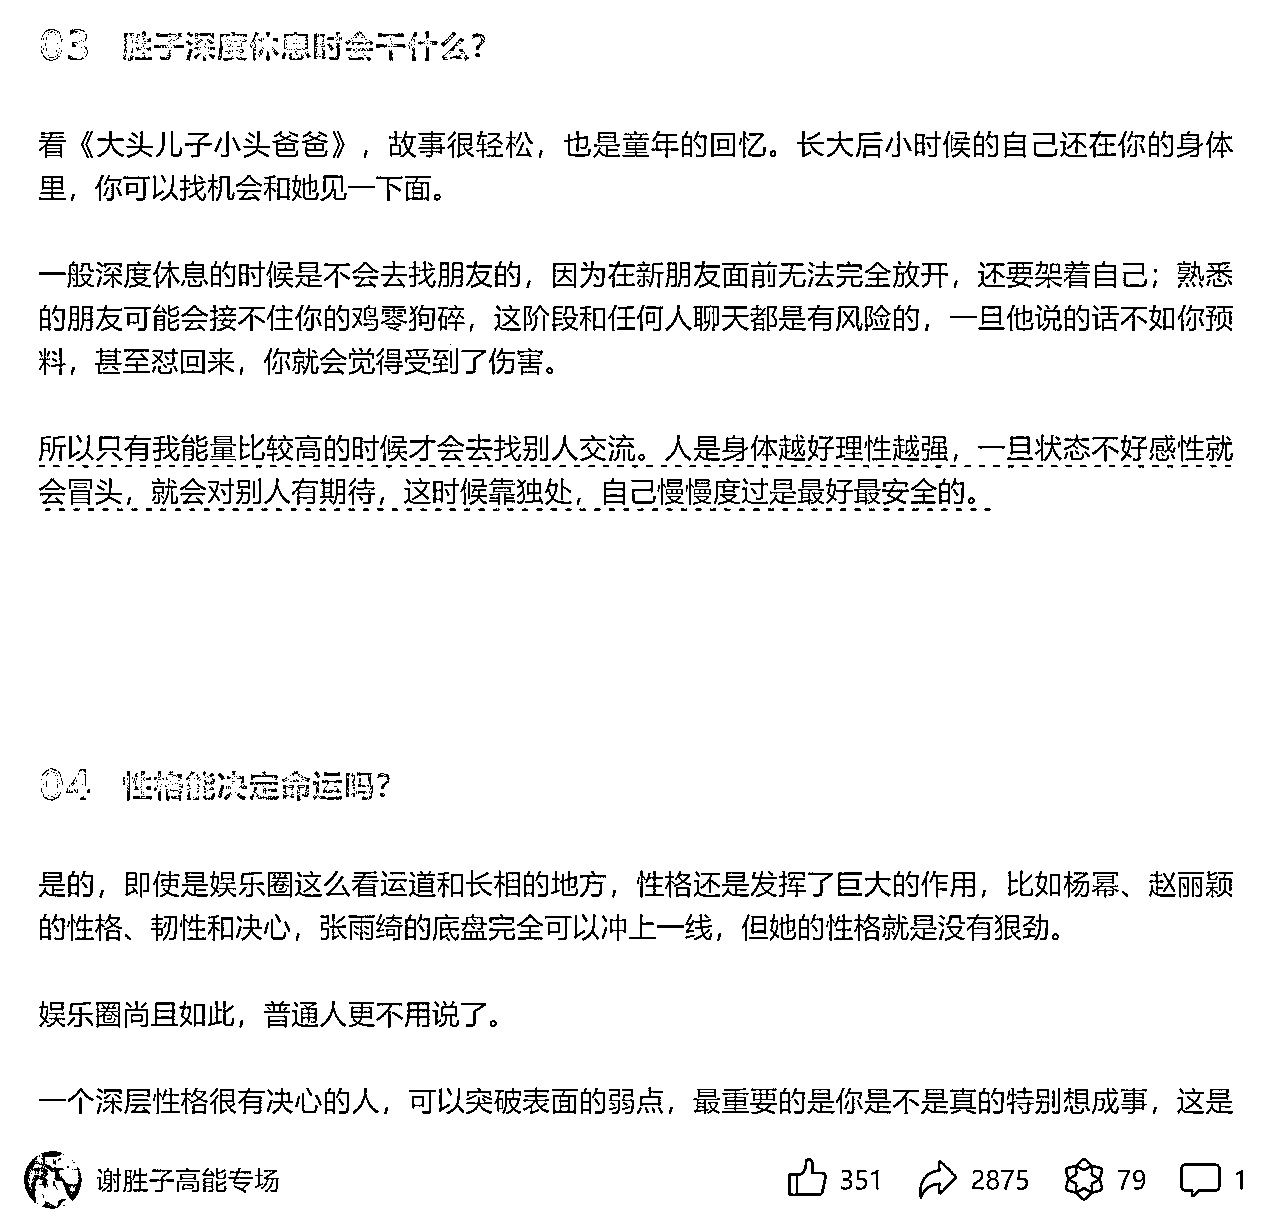 03 胜子深度休息时会干什么？
看《大头儿子小头爸爸》，故事很轻松，也是童年的回忆。长大后小时候的自己还在你的身体
里，你可以找机会和她见一下面。
一般深度休息的时候是不会去找朋友的，因为在新朋友面前无法完全放开，还要架着自己；熟悉
的朋友可能会接不住你的鸡零狗碎，这阶段和任何人聊天都是有风险的，一旦他说的话不如你预
料，甚至怼回来，你就会觉得受到了伤害。
所以只有我能量比较高的时候才会去找别人交流。人是身体越好理性越强，一旦状态不好感性就
会冒头，就会对别人有期待，这时候靠独处，自己慢慢度过是最好最安全的。
04 性格能决定命运吗？
是的，即使是娱乐圈这么看运道和长相的地方，性格还是发挥了巨大的作用，比如杨幂、赵丽颖
的性格、韧性和决心，张雨绮的底盘完全可以冲上一线，但她的性格就是没有狠劲。
娱乐圈尚且如此，普通人更不用说了。
一个深层性格很有决心的人，可以突破表面的弱点，最重要的是你是不是真的特别想成事，这是
谢胜子高能专场 351 2875 79 1